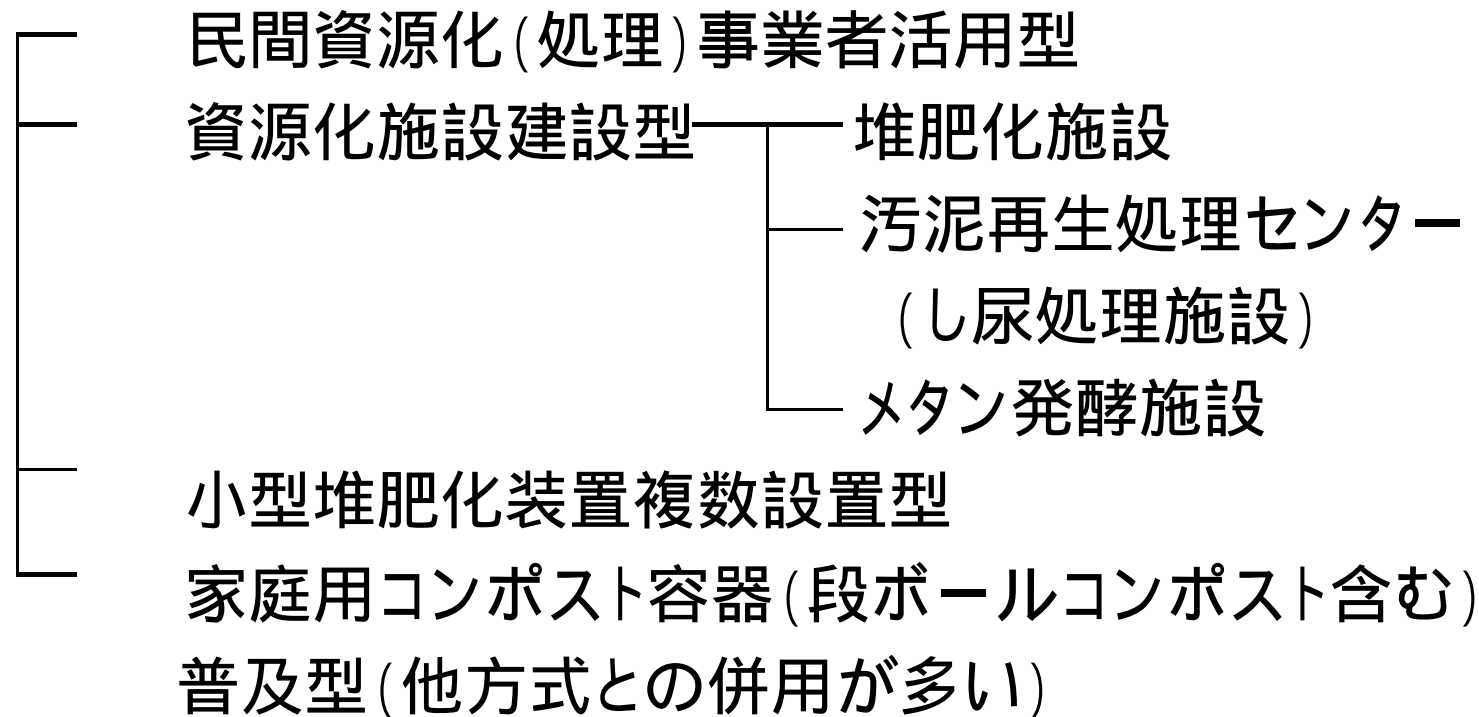 民間資源化(処理)事業者活用型
資源化施設建設型 堆肥化施設
汚泥再生処理センター
(し尿処理施設)
メタン発酵施設
小型堆肥化装置複数設置型
家庭用コンポスト容器(段ボールコンポスト含む)
普及型(他方式との併用が多い)